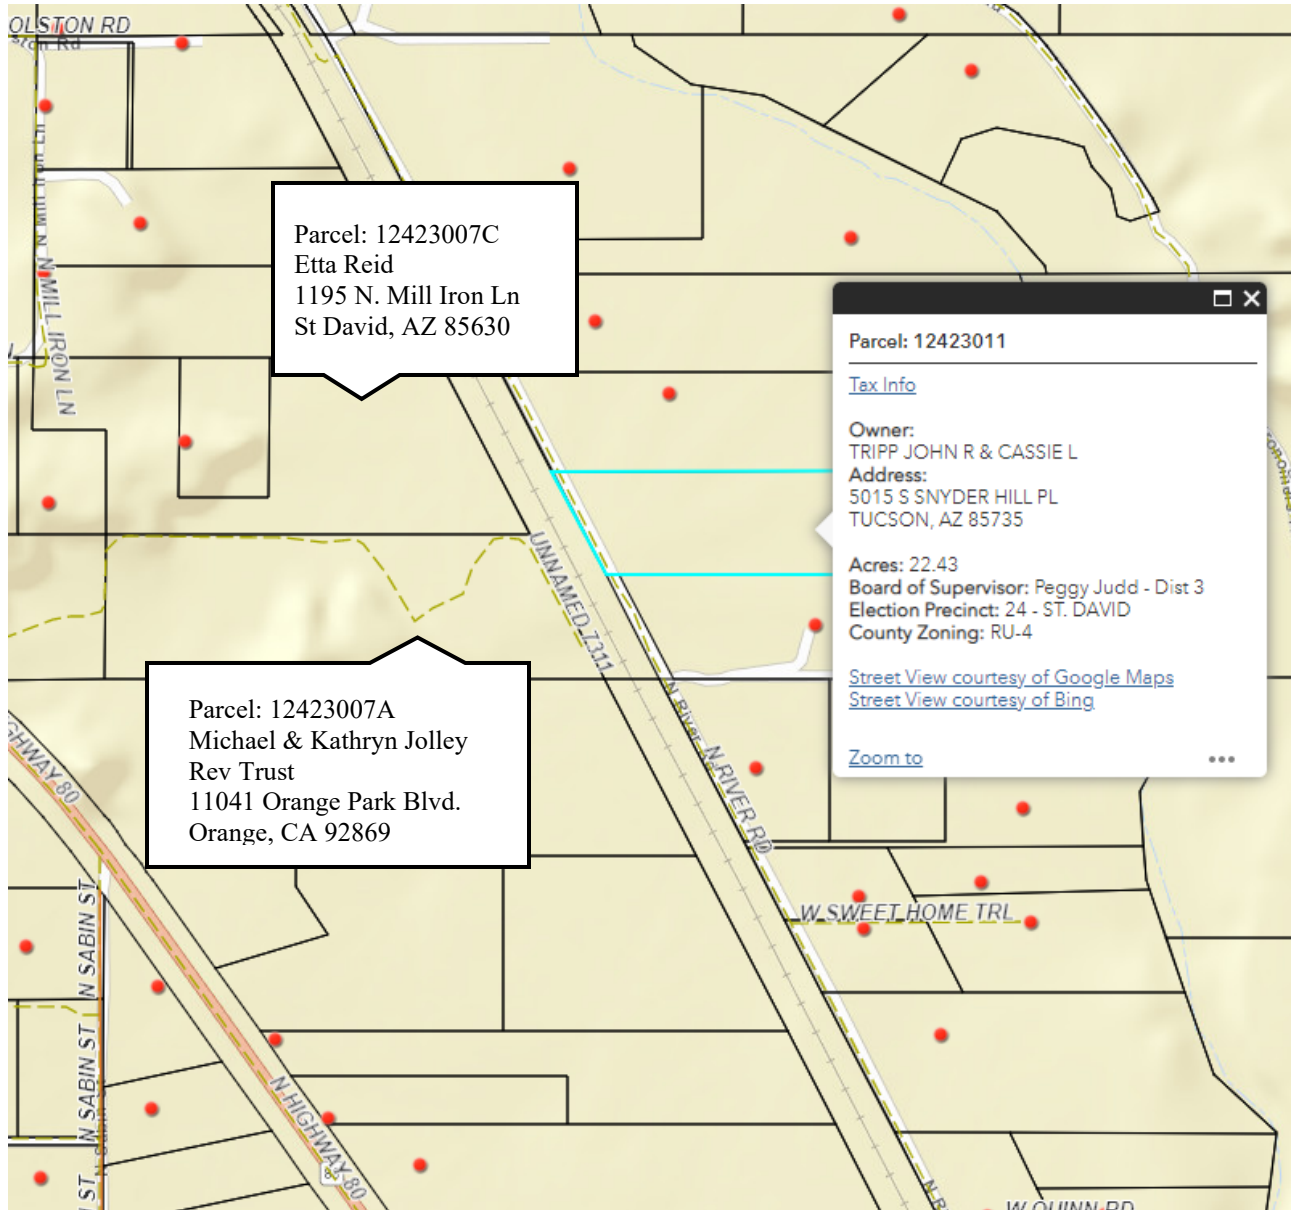 OLSTON RD
ston Rd
N MILL IRON LN
Parcel: 12423007C
Etta Reid
1195 N. Mill Iron Ln
St David, AZ 85630
Parcel: 12423011
Tax Info
Owner:
TRIPP JOHN R & CASSIE L
Address:
5015 S SNYDER HILL PL
TUCSON, AZ 85735
Acres: 22.43
Board of Supervisor: Peggy Judd - Dist 3
Election Precinct: 24 - ST. DAVID
County Zoning: RU-4
Street View courtesy of Google Maps
Street View courtesy of Bing
Zoom to
UNNAMED 7311
Parcel: 12423007A
Michael & Kathryn Jolley
Rev Trust
11041 Orange Park Blvd.
Orange, CA 92869
N River
N RIVER RD
GHWAY 80
N SABIN ST
W SWEET HOME TRL
N SABIN ST
N HIGHWAY 80
ST
N R
W QUINN RD